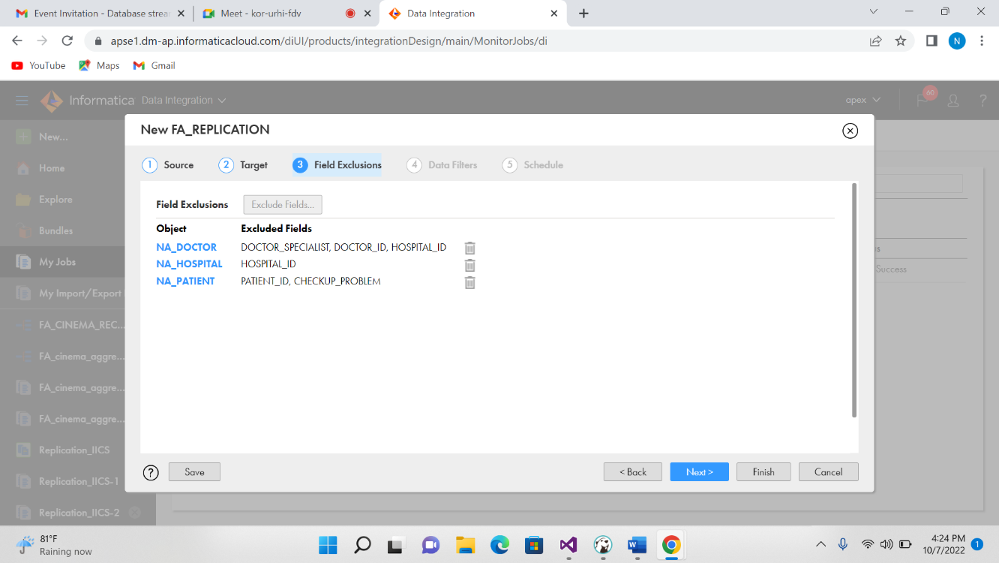 Event Invitation - Database strea
Meet - kor-urhi-fdv
Data Integration
apse1.dm-ap.informaticacloud.com/diUI/products/integrationDesign/main/MonitorJobs/di
N
YouTube
Maps
Gmail
Informatica Data Integration
apex
60
?
New...
Home
Explore
Bundles
My Jobs
My Import/Export
FA_CINEMA_REC...
FA_cinema_aggre...
FA_cinema_aggre...
FA_cinema_aggre...
Replication_IICS
Replication_IICS-1
Replication_IICS-2
New FA_REPLICATION
1 Source
2 Target
3 Field Exclusions
4 Data Filters
5 Schedule
Field Exclusions
Exclude Fields...
Object Excluded Fields
NA_DOCTOR DOCTOR_SPECIALIST, DOCTOR_ID, HOSPITAL_ID
NA_HOSPITAL HOSPITAL_ID
NA_PATIENT PATIENT_ID, CHECKUP_PROBLEM
s
Success
?
Save
< Back
Next >
Finish
Cancel
81°F
Raining now
4:24 PM
10/7/2022
1